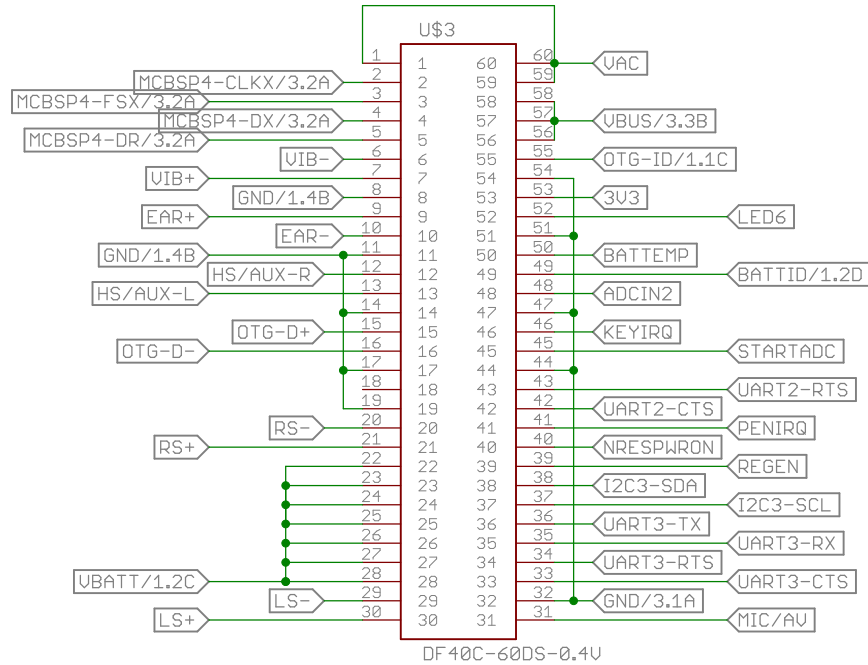 U$3
1 1 60 60 VAC
MCBSP4-CLKX/3.2A 2 2 59 59
MCBSP4-FSX/3.2A 3 3 58 58
MCBSP4-DX/3.2A 4 4 57 57 VBUS/3.3B
MCBSP4-DR/3.2A 5 5 56 56
VIB- 6 6 55 55 OTG-ID/1.1C
VIB+ 7 7 54 54
GND/1.4B 8 8 53 53 3V3
EAR+ 9 9 52 52 LED6
EAR- 10 10 51 51
GND/1.4B 11 11 50 50 BATTEMP
HS/AUX-R 12 12 49 49 BATTID/1.2D
HS/AUX-L 13 13 48 48 ADCIN2
14 14 47 47
OTG-D+ 15 15 46 46 KEYIRQ
OTG-D- 16 16 45 45 STARTADC
17 17 44 44
18 18 43 43 UART2-RTS
19 19 42 42 UART2-CTS
RS- 20 20 41 41 PENIRQ
RS+ 21 21 40 40 NRESPWRON
22 22 39 39 REGEN
23 23 38 38 I2C3-SDA
24 24 37 37 I2C3-SCL
25 25 36 36 UART3-TX
26 26 35 35 UART3-RX
27 27 34 34 UART3-RTS
VBATT/1.2C 28 28 33 33 UART3-CTS
LS- 29 29 32 32 GND/3.1A
LS+ 30 30 31 31 MIC/AV
DF40C-60DS-0.4V